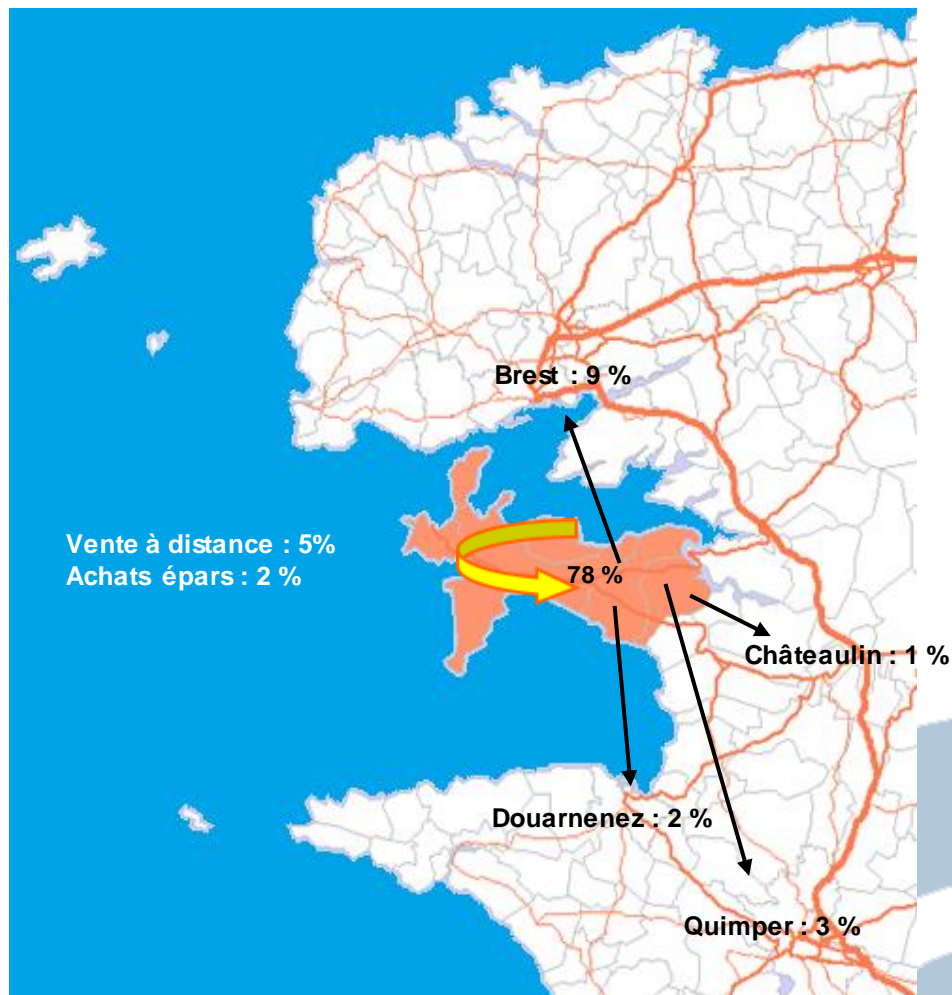 Brest : 9 %
Vente à distance : 5%
Achats épars : 2 %
78 %
Châteaulin : 1 %
Douarnenez : 2 %
Quimper : 3 %